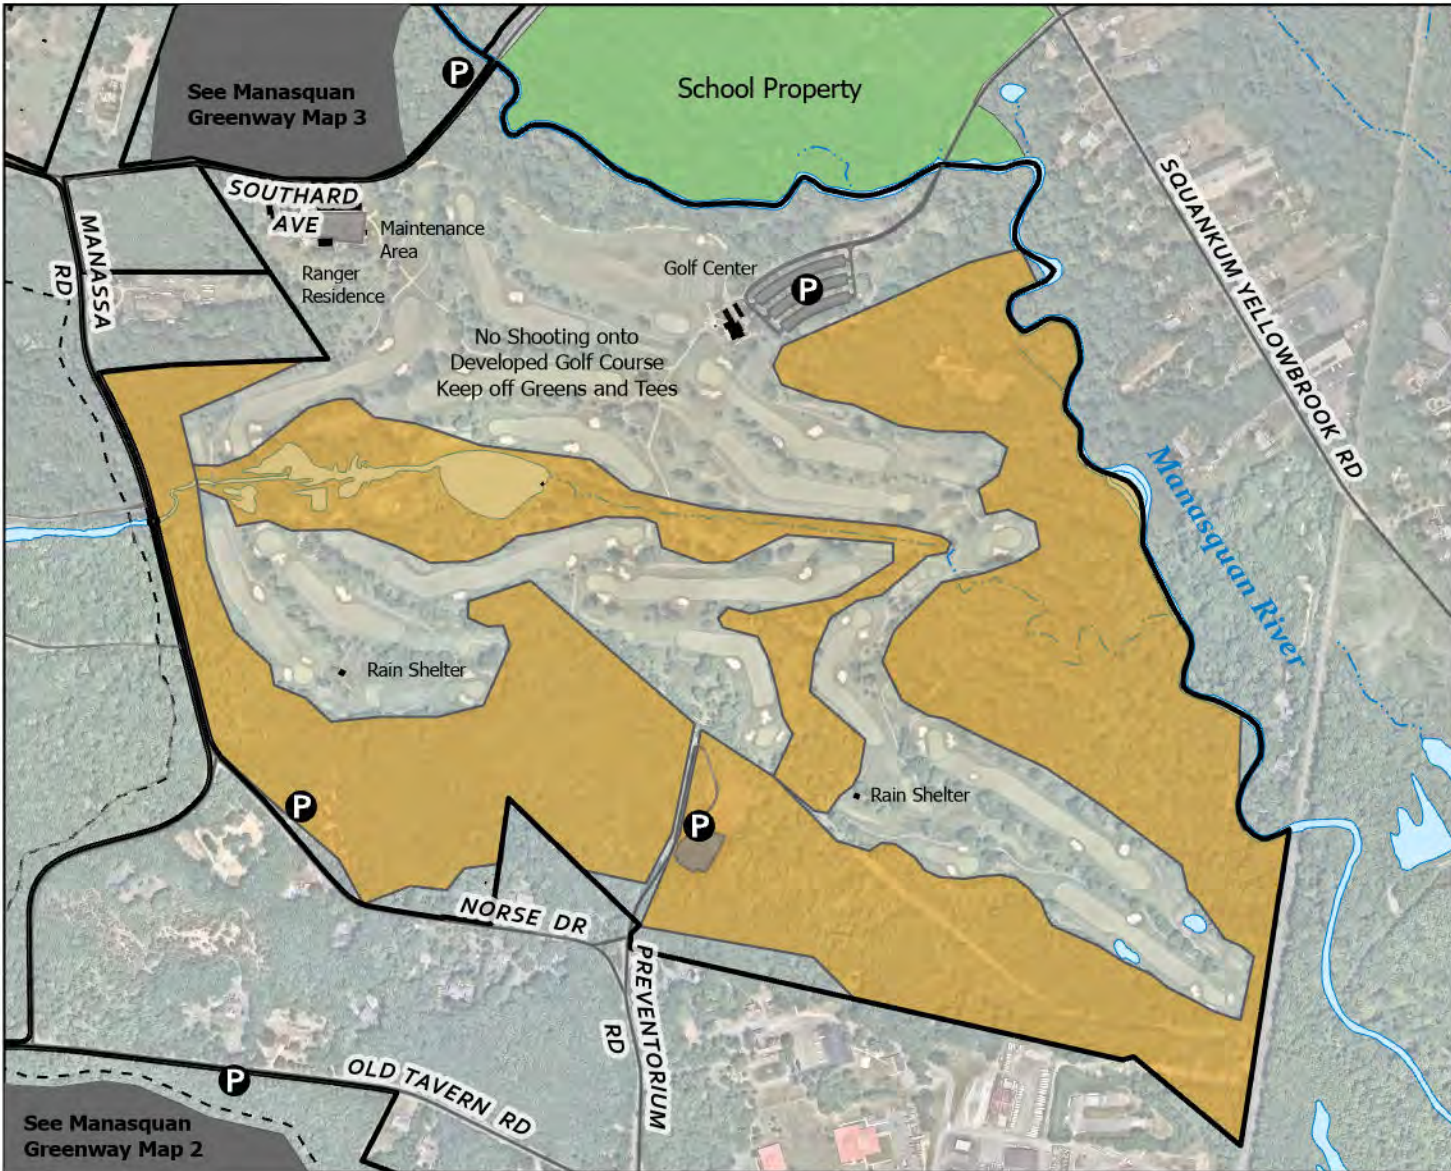 See Manasquan
Greenway Map 3
P
School Property
SOUTHARD
AVE
Maintenance
Area
Ranger
Residence
MANASSA
RD
Golf Center
P
No Shooting onto
Developed Golf Course
Keep off Greens and Tees
SQUANKUM YELLOWBROOK RD
Manasquan River
Rain Shelter
Rain Shelter
P
P
NORSE DR
PREVENTORIUM
RD
P
OLD TAVERN RD
See Manasquan
Greenway Map 2